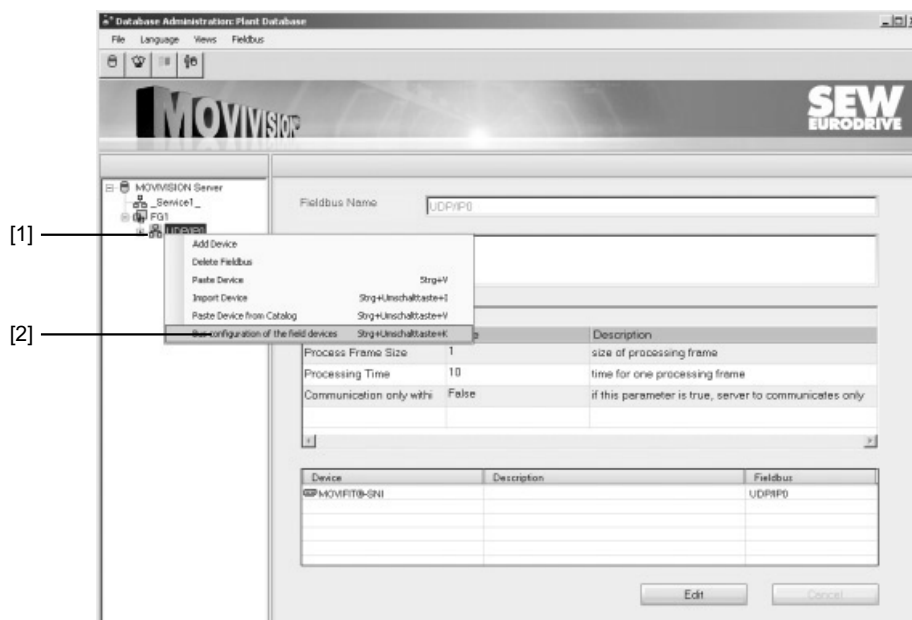 Database Administration: Plant Database
File Language Views Fieldbus
MOVIVISION®
SEW
EURODRIVE
MOVIVISION Server
_Service1_
FG1
[1]
UDP/IP0
Fieldbus Name
UDP/IP0
Add Device
Delete Fieldbus
Paste Device Strg+V
Import Device Strg+Umschalttaste+I
Paste Device from Catalog Strg+Umschalttaste+V
[2]
Bus configuration of the field devices Strg+Umschalttaste+K
Description
Process Frame Size 1 size of processing frame
Processing Time 10 time for one processing frame
Communication only withi False if this parameter is true, server to communicates only
Device Description Fieldbus
MOVIFIT®-SNI UDP/IP0
Edit Cancel